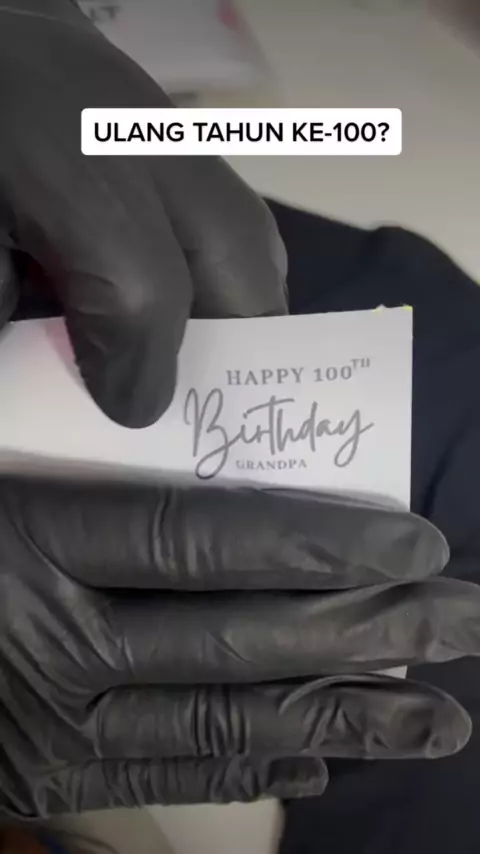 ULANG TAHUN KE-100?
HAPPY 100TH
Birthday
GRANDPA